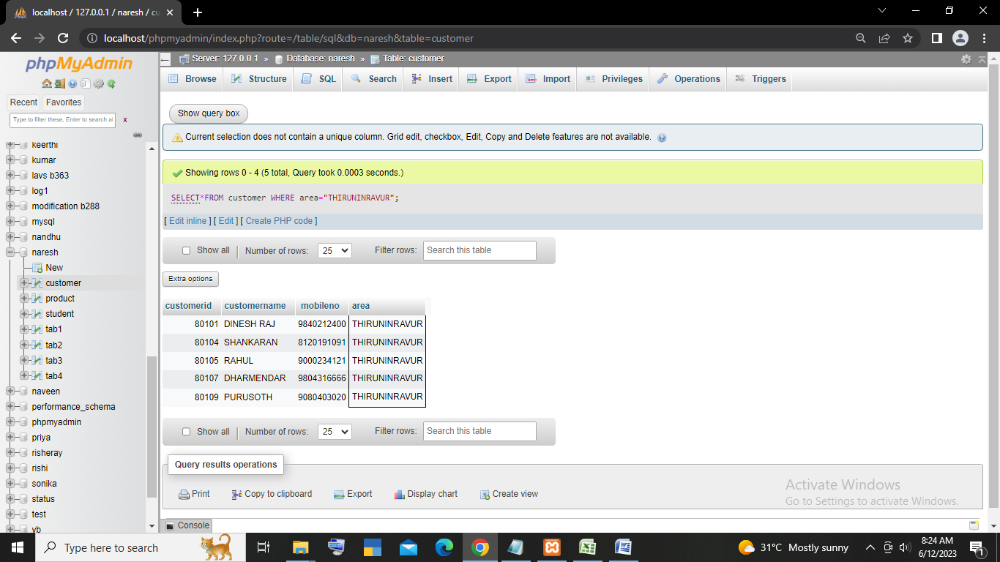 localhost / 127.0.0.1 / naresh / cu
localhost/phpmyadmin/index.php?route=/table/sql&db=naresh&table=customer
phpMyAdmin
Recent Favorites
Type to filter these, Enter to search al x
keerthi
kumar
lavs b363
log1
modification b288
mysql
nandhu
naresh
New
customer
product
student
tab1
tab2
tab3
tab4
naveen
performance_schema
phpmyadmin
priya
risheray
rishi
sonika
status
test
vb
Server: 127.0.0.1 » Database: naresh » Table: customer
Browse Structure SQL Search Insert Export Import Privileges Operations Triggers
Show query box
Current selection does not contain a unique column. Grid edit, checkbox, Edit, Copy and Delete features are not available.
Showing rows 0 - 4 (5 total, Query took 0.0003 seconds.)
SELECT*FROM customer WHERE area="THIRUNINRAVUR";
[ Edit inline ] [ Edit ] [ Create PHP code ]
Show all | Number of rows: 25 Filter rows: Search this table
Extra options
customerid customername mobileno area
80101 DINESH RAJ 9840212400 THIRUNINRAVUR
80104 SHANKARAN 8120191091 THIRUNINRAVUR
80105 RAHUL 9000234121 THIRUNINRAVUR
80107 DHARMENDAR 9804316666 THIRUNINRAVUR
80109 PURUSOTH 9080403020 THIRUNINRAVUR
Show all | Number of rows: 25 Filter rows: Search this table
Query results operations
Print Copy to clipboard Export Display chart Create view
Activate Windows
Go to Settings to activate Windows.
Console
Type here to search
31°C Mostly sunny
8:24 AM
6/12/2023
1